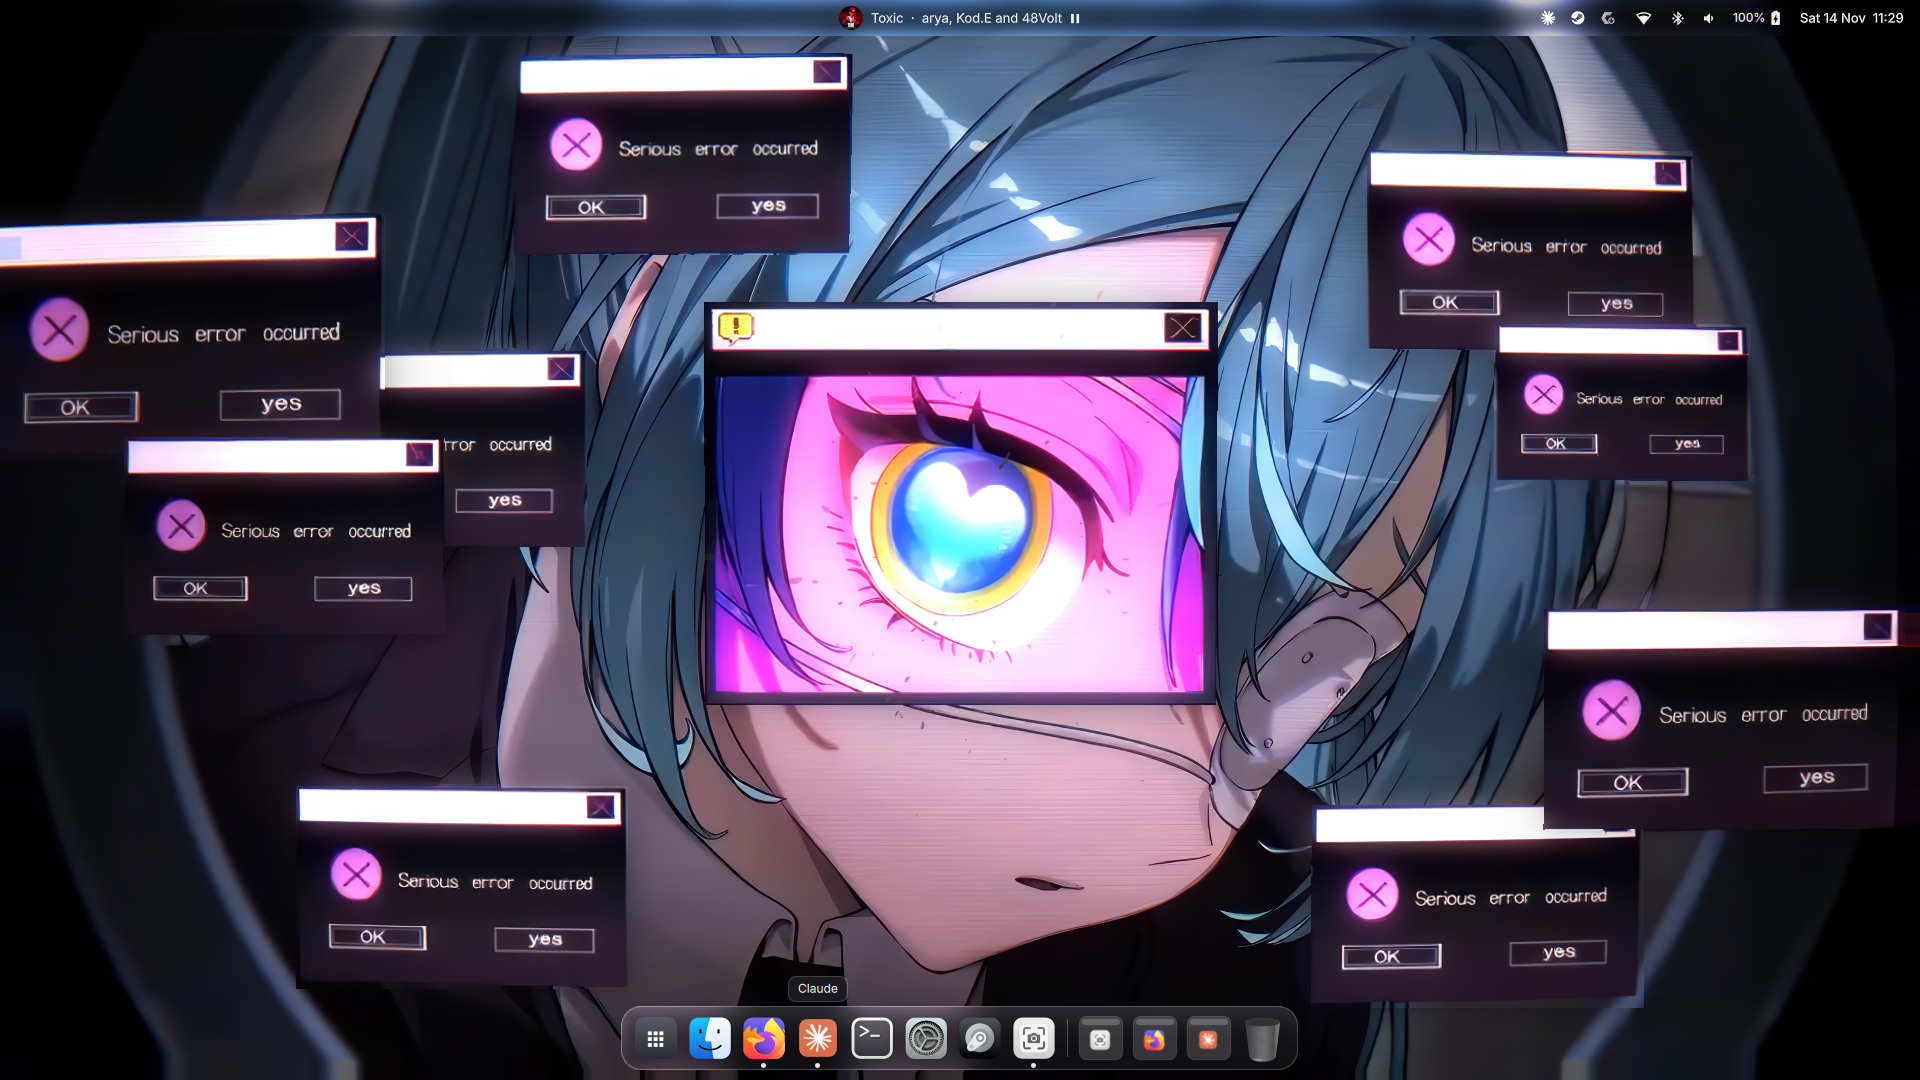 Toxic · arya, Kod.E and 48Volt
100%
Sat 14 Nov 11:29
Serious error occurred
OK yes
Serious error occurred
OK yes
Serious error occurred
OK yes
rror occurred
yes
Serious error occurred
OK yes
Serious error occurred
OK yes
Serious error occurred
OK yes
Serious error occurred
OK yes
Serious error occurred
OK yes
Claude